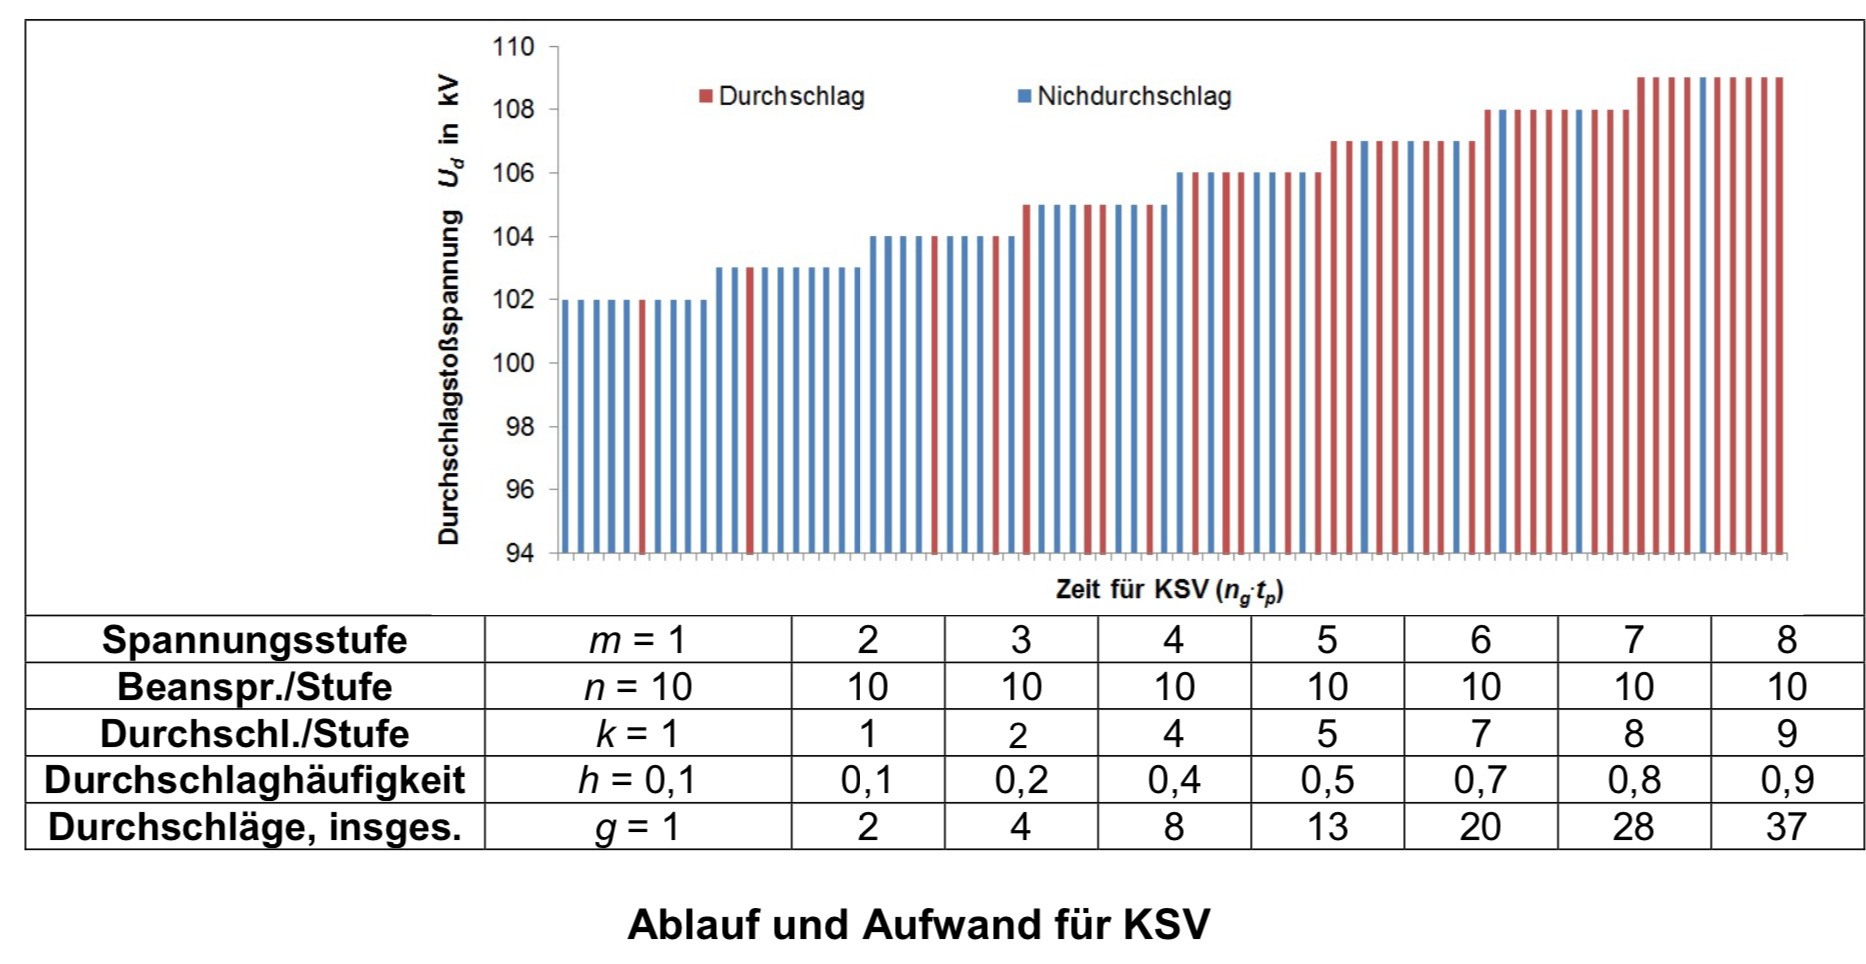 110
108
106
104
102
100
98
96
94
Durchschlagstoßspannung U_d in kV
Durchschlag Nichdurchschlag
Zeit für KSV (n_g·t_p)
Spannungsstufe m = 1 2 3 4 5 6 7 8
Beanspr./Stufe n = 10 10 10 10 10 10 10 10
Durchschl./Stufe k = 1 1 2 4 5 7 8 9
Durchschlaghäufigkeit h = 0,1 0,1 0,2 0,4 0,5 0,7 0,8 0,9
Durchschläge, insges. g = 1 2 4 8 13 20 28 37
Ablauf und Aufwand für KSV